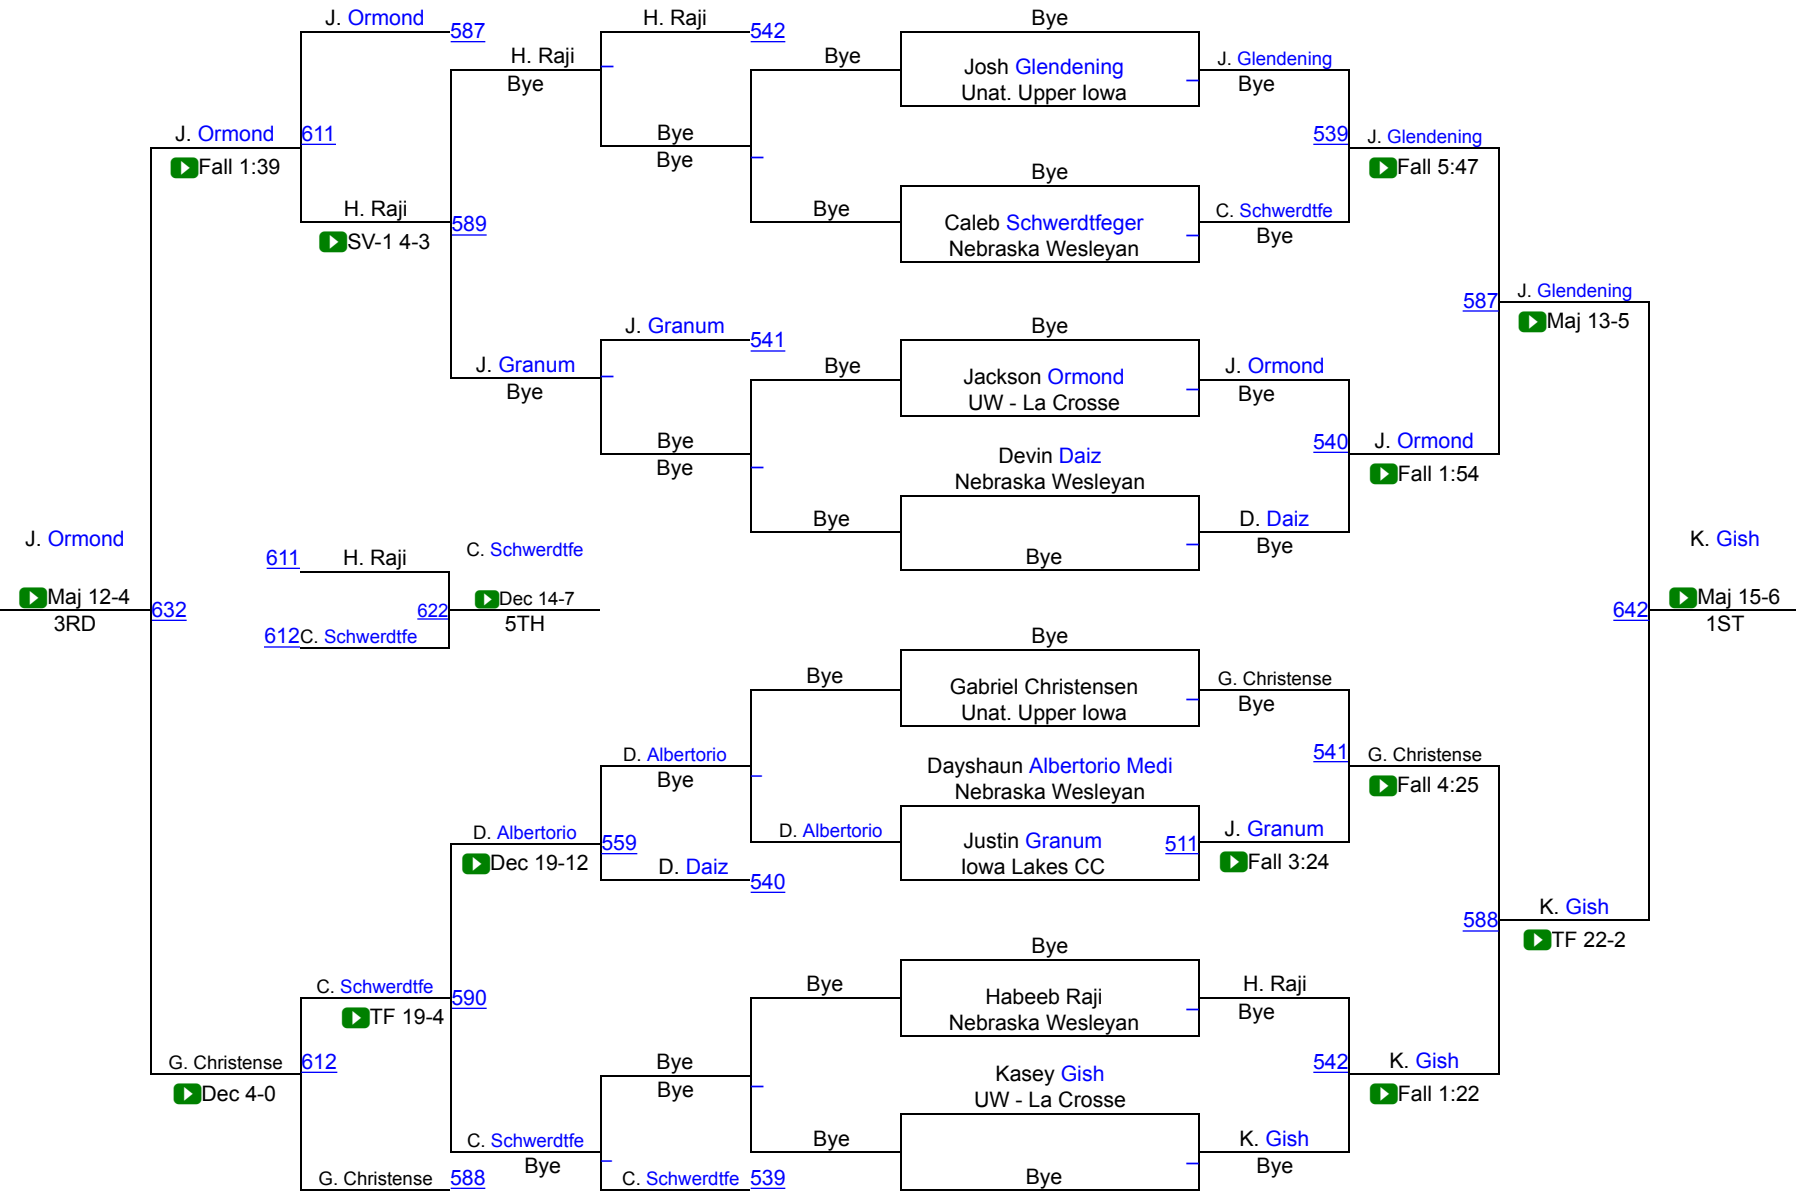 J. Ormond
587
H. Raji
542
Bye
H. Raji
Bye
Bye
Josh Glendening
Unat. Upper Iowa
J. Glendening
Bye
J. Ormond
611
Fall 1:39
Bye
Bye
539
J. Glendening
Fall 5:47
Bye
H. Raji
589
SV-1 4-3
Bye
Caleb Schwerdtfeger
Nebraska Wesleyan
C. Schwerdtfe
Bye
587
J. Glendening
Maj 13-5
J. Granum
541
Bye
J. Granum
Bye
Bye
Jackson Ormond
UW - La Crosse
J. Ormond
Bye
Bye
Bye
Devin Daiz
Nebraska Wesleyan
540
J. Ormond
Fall 1:54
Bye
D. Daiz
Bye
Bye
J. Ormond
Maj 12-4
3RD
632
611
H. Raji
C. Schwerdtfe
622
Dec 14-7
5TH
612
C. Schwerdtfe
K. Gish
642
Maj 15-6
1ST
Bye
Bye
Gabriel Christensen
Unat. Upper Iowa
G. Christense
Bye
D. Albertorio
Bye
Dayshaun Albertorio Medi
Nebraska Wesleyan
541
G. Christense
Fall 4:25
D. Albertorio
559
Dec 19-12
D. Albertorio
Justin Granum
Iowa Lakes CC
511
J. Granum
Fall 3:24
D. Daiz
540
588
K. Gish
TF 22-2
Bye
C. Schwerdtfe
590
TF 19-4
Bye
Habeeb Raji
Nebraska Wesleyan
H. Raji
Bye
G. Christense
612
Dec 4-0
Bye
Bye
Kasey Gish
UW - La Crosse
542
K. Gish
Fall 1:22
C. Schwerdtfe
Bye
Bye
K. Gish
Bye
G. Christense
588
C. Schwerdtfe
539
Bye